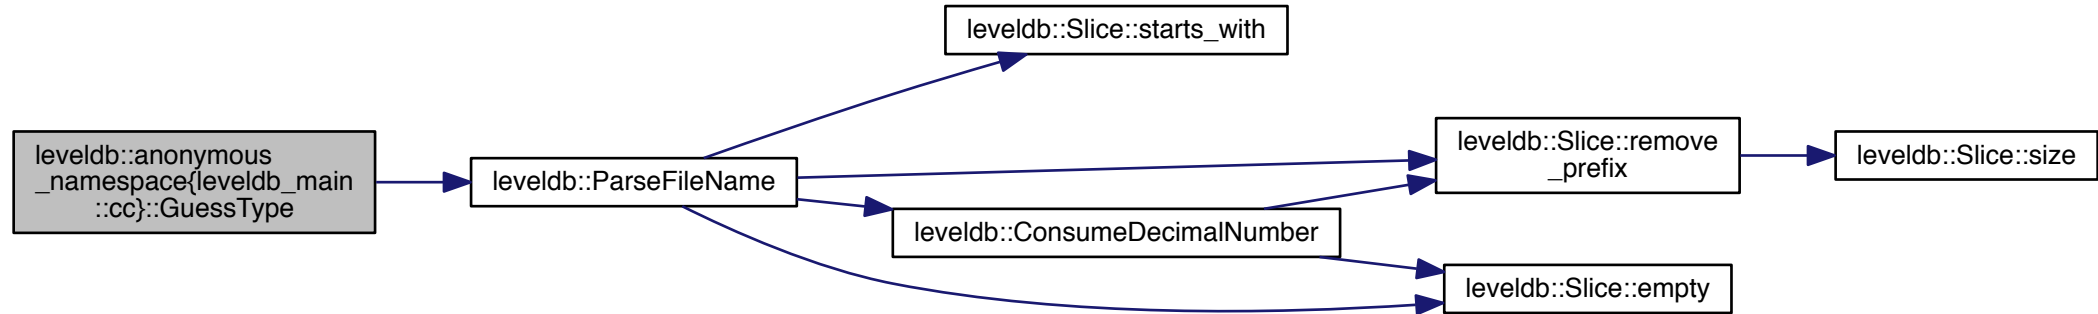 leveldb::anonymous
_namespace{leveldb_main
::cc}::GuessType
leveldb::ParseFileName
leveldb::Slice::starts_with
leveldb::Slice::remove
_prefix
leveldb::ConsumeDecimalNumber
leveldb::Slice::empty
leveldb::Slice::size